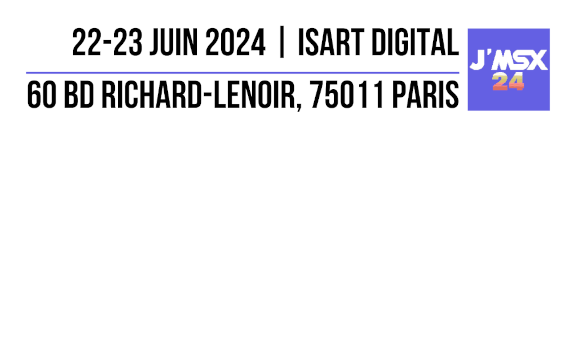 22-23 JUIN 2024 | ISART DIGITAL
60 BD RICHARD-LENOIR, 75011 PARIS
J'MSX
24